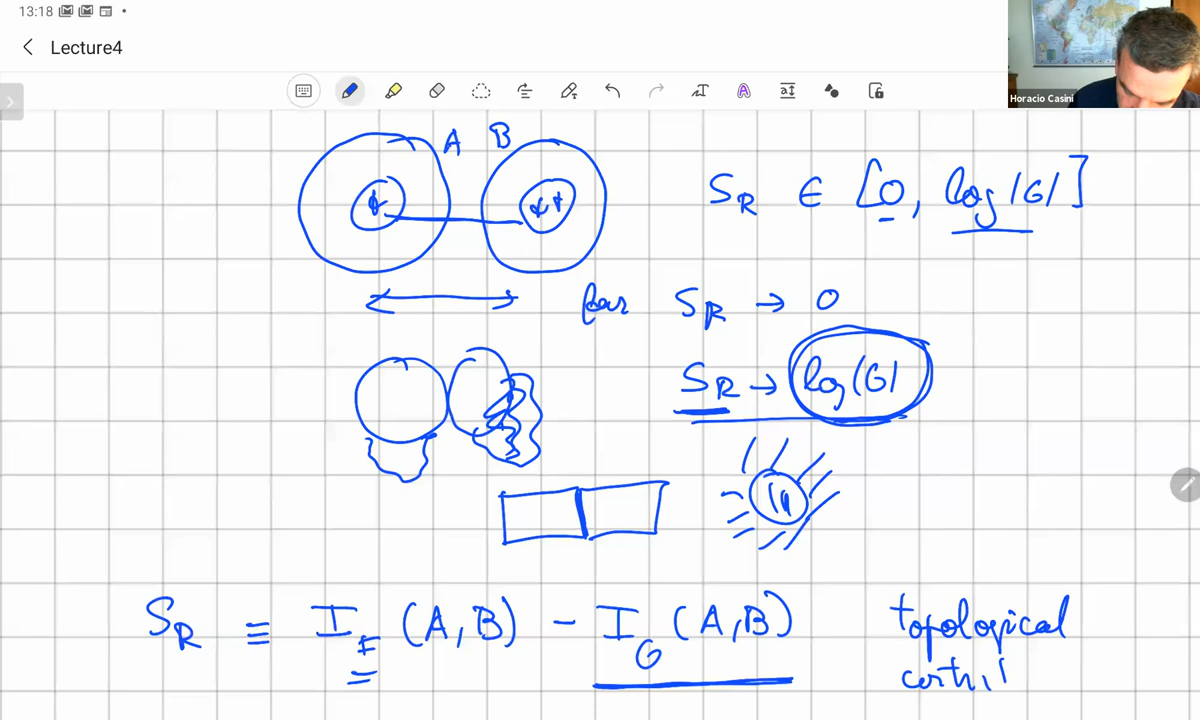 13:18
Lecture4
Horacio Casini
A B
S_R ∈ [0, log|G|]
far S_R → 0
S_R → log|G|
S_R ≡ I_F (A,B) - I_G (A,B) topological